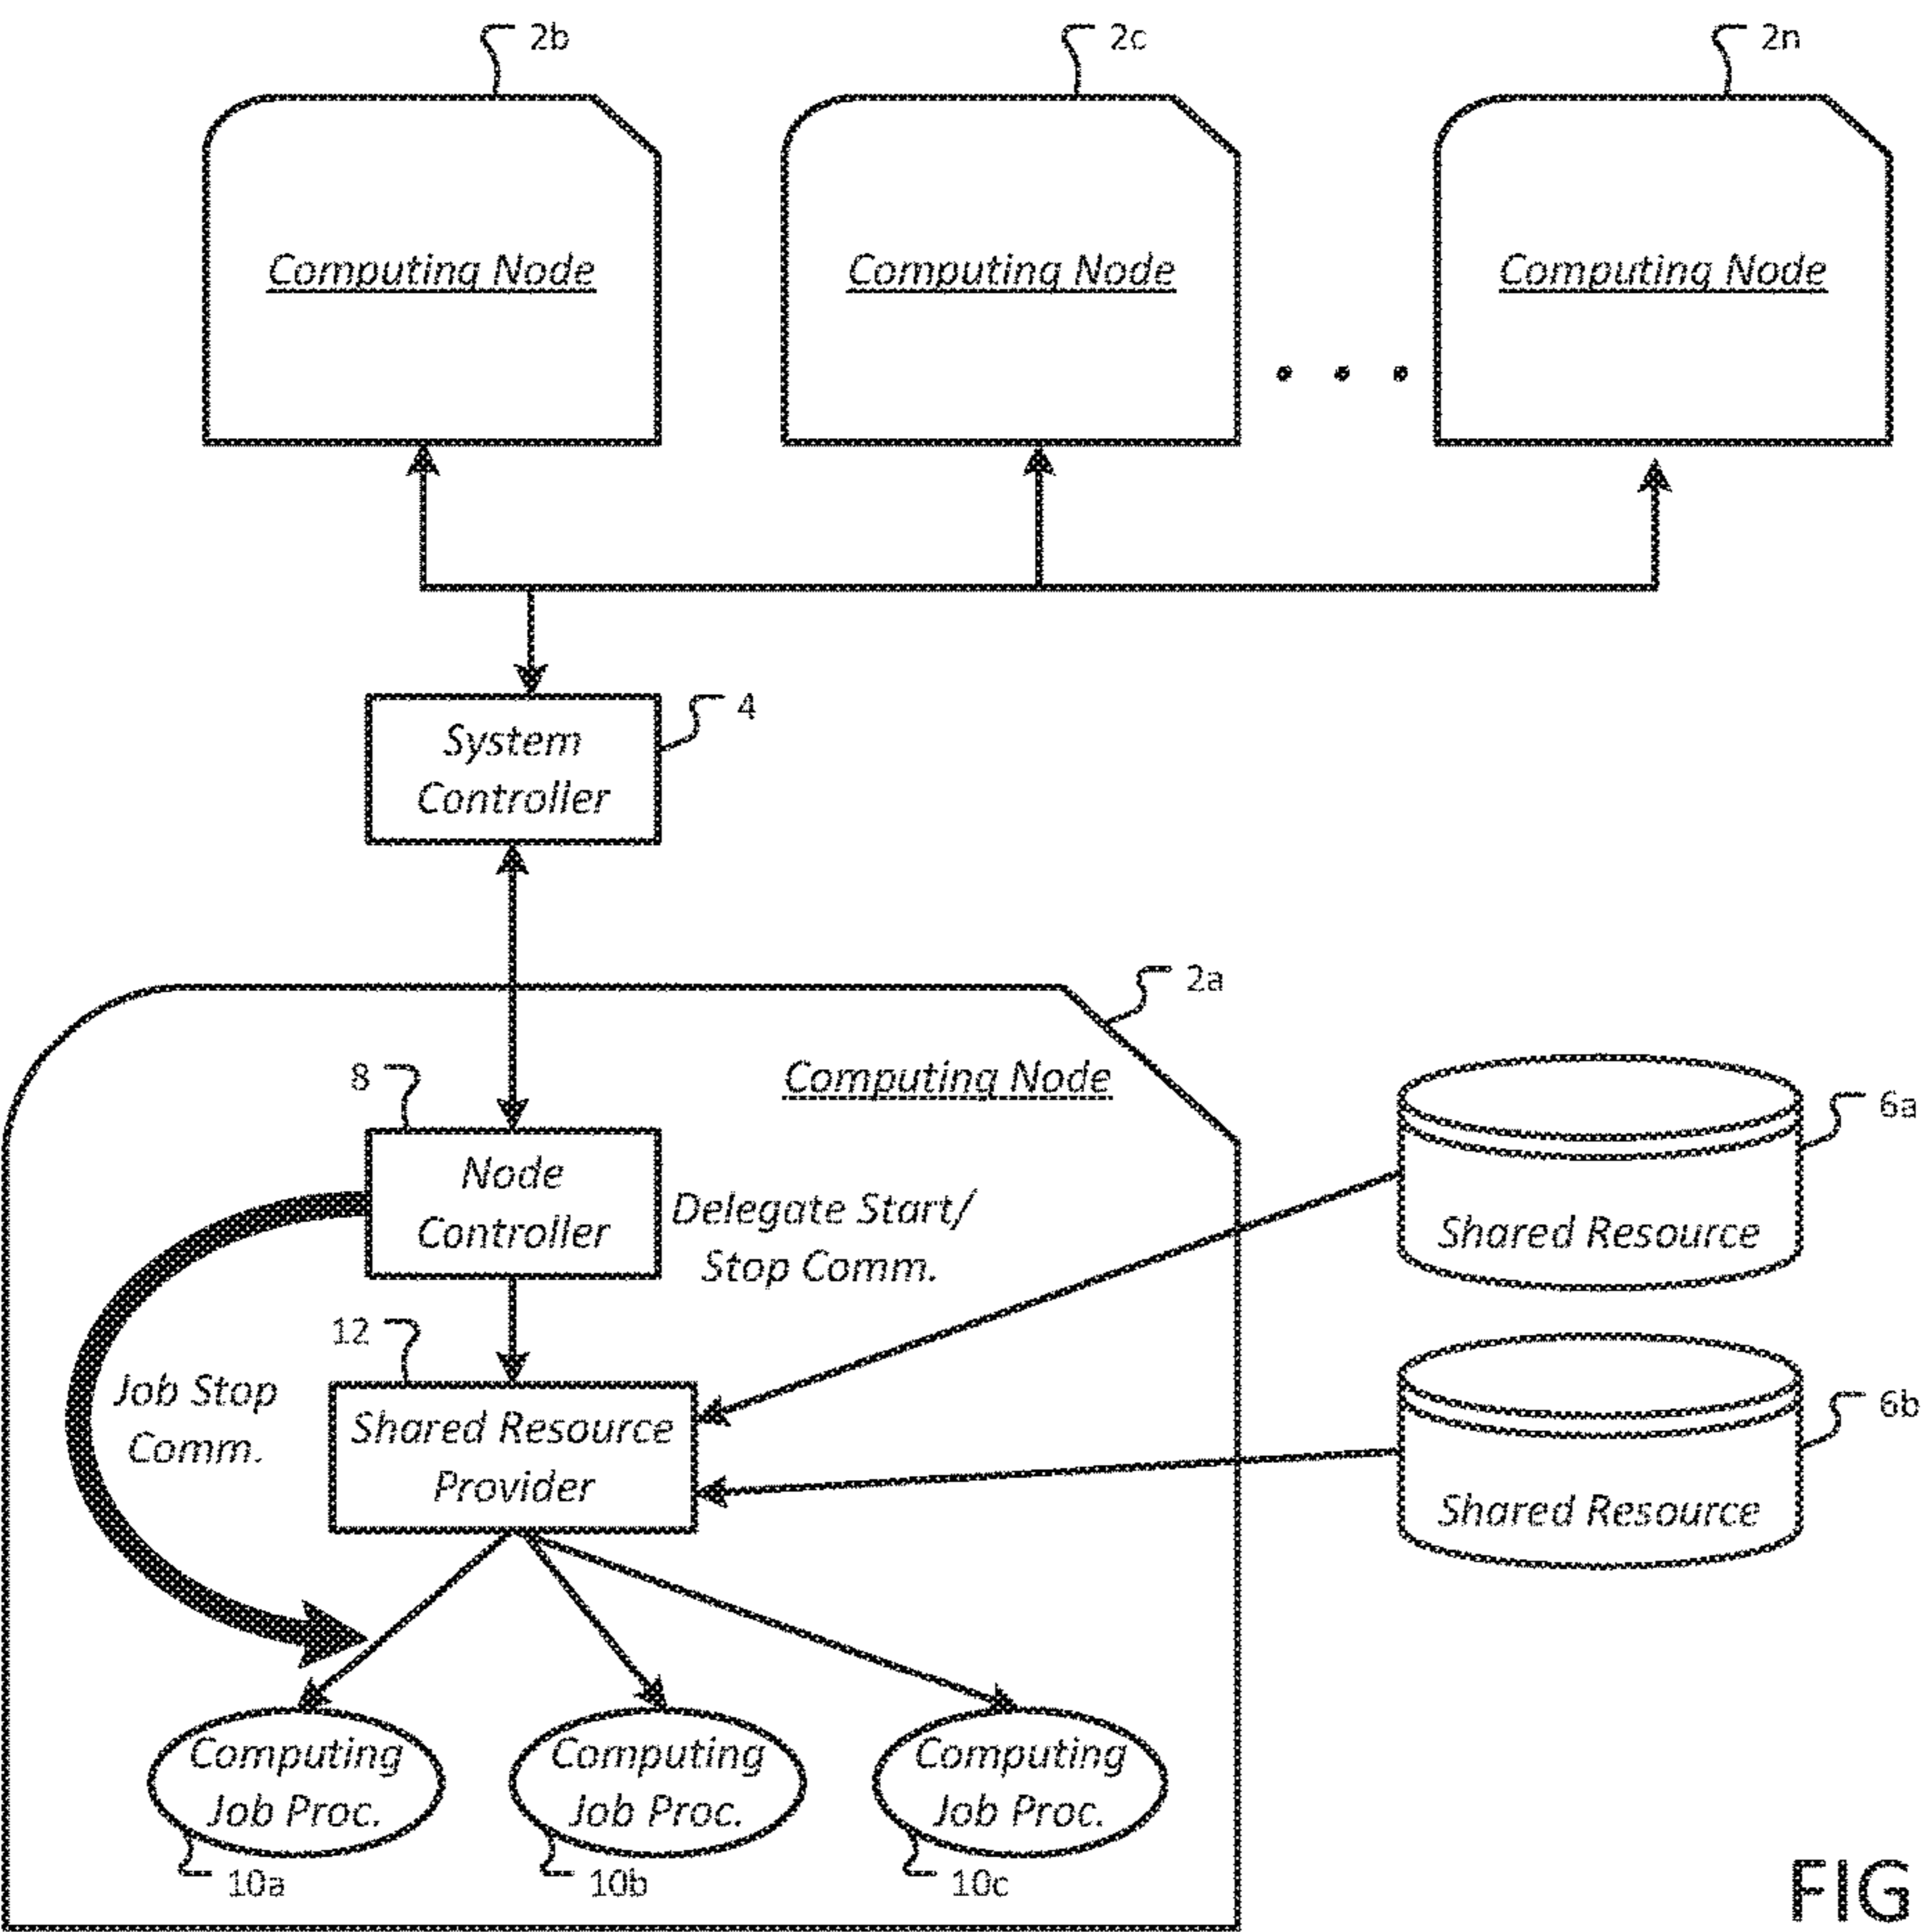 2b
2c
2n
Computing Node
Computing Node
Computing Node
. . .
System
Controller
4
2a
Computing Node
8
Node
Controller
Delegate Start/
Stop Comm.
6a
Shared Resource
12
Job Stop
Comm.
Shared Resource
Provider
6b
Shared Resource
Computing
Job Proc.
Computing
Job Proc.
Computing
Job Proc.
10a
10b
10c
FIG